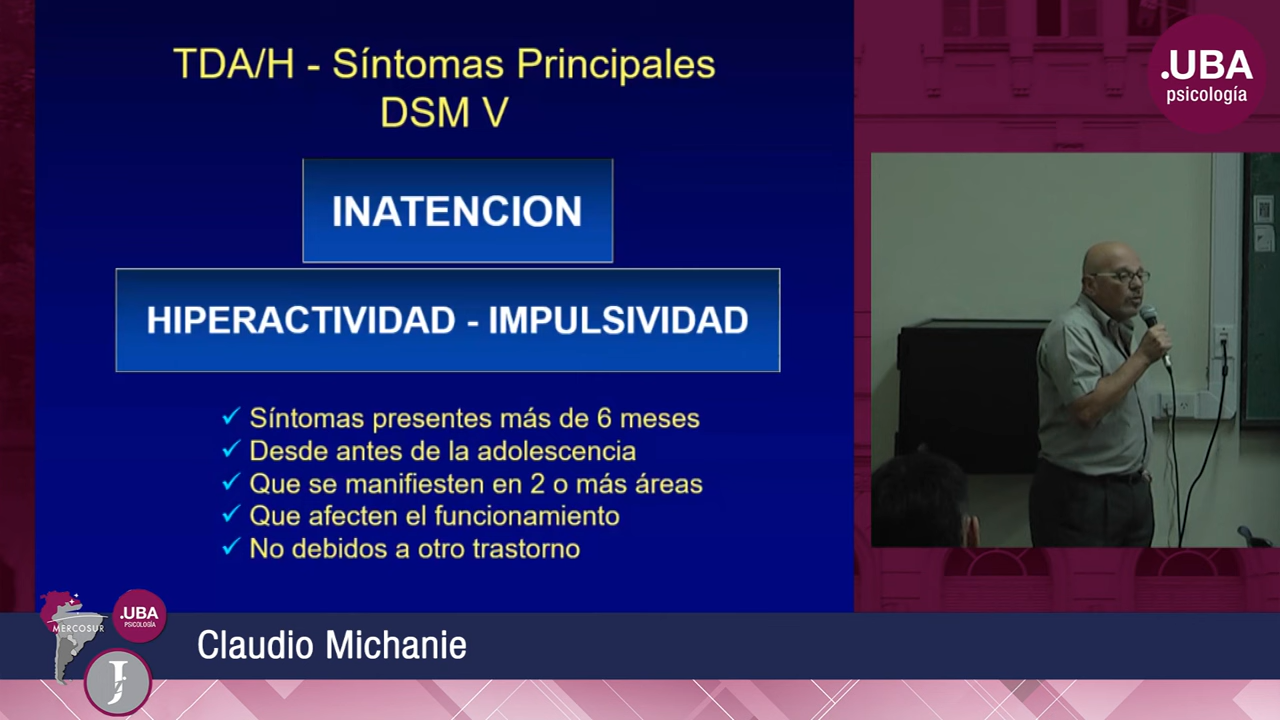 TDA/H - Síntomas Principales
DSM V
INATENCION
HIPERACTIVIDAD - IMPULSIVIDAD
✓ Síntomas presentes más de 6 meses
✓ Desde antes de la adolescencia
✓ Que se manifiesten en 2 o más áreas
✓ Que afecten el funcionamiento
✓ No debidos a otro trastorno
.UBA
psicología
MERCOSUR
.UBA
PSICOLOGÍA
J
Claudio Michanie